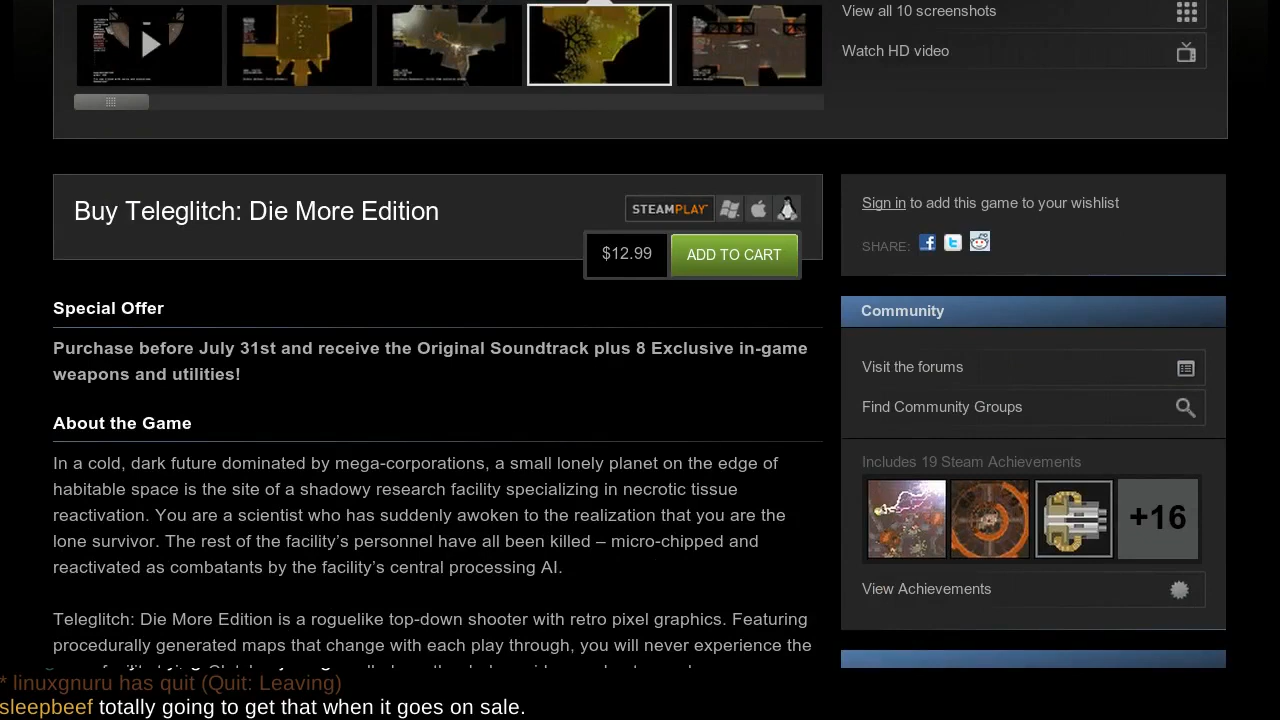 View all 10 screenshots
Watch HD video
Buy Teleglitch: Die More Edition
STEAMPLAY
$12.99
ADD TO CART
Sign in to add this game to your wishlist
SHARE:
Special Offer
Purchase before July 31st and receive the Original Soundtrack plus 8 Exclusive in-game
weapons and utilities!
About the Game
In a cold, dark future dominated by mega-corporations, a small lonely planet on the edge of
habitable space is the site of a shadowy research facility specializing in necrotic tissue
reactivation. You are a scientist who has suddenly awoken to the realization that you are the
lone survivor. The rest of the facility’s personnel have all been killed – micro-chipped and
reactivated as combatants by the facility’s central processing AI.
Teleglitch: Die More Edition is a roguelike top-down shooter with retro pixel graphics. Featuring
procedurally generated maps that change with each play through, you will never experience the
Community
Visit the forums
Find Community Groups
Includes 19 Steam Achievements
+16
View Achievements
* linuxgnuru has quit (Quit: Leaving)
sleepbeef totally going to get that when it goes on sale.